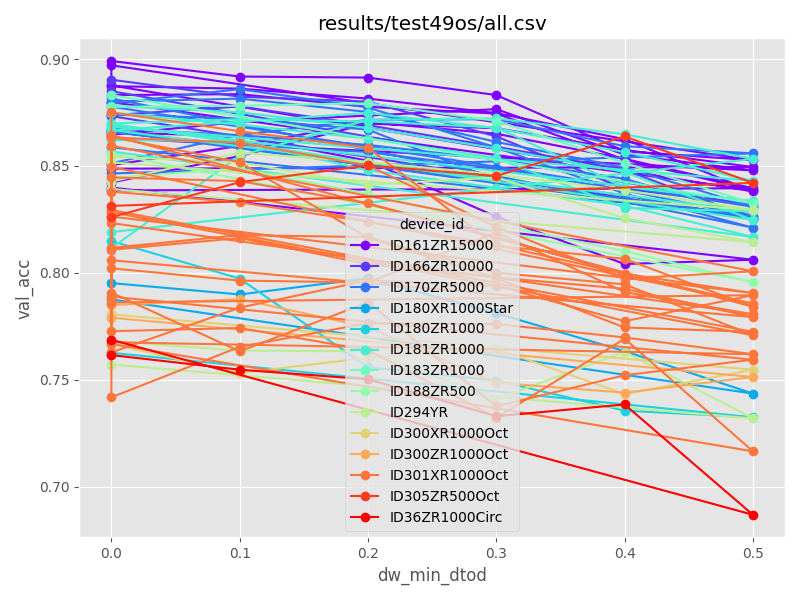 results/test49os/all.csv
val_acc
0.90
0.85
0.80
0.75
0.70
device_id
ID161ZR15000
ID166ZR10000
ID170ZR5000
ID180XR1000Star
ID180ZR1000
ID181ZR1000
ID183ZR1000
ID188ZR500
ID294YR
ID300XR1000Oct
ID300ZR1000Oct
ID301XR1000Oct
ID305ZR500Oct
ID36ZR1000Circ
0.0 0.1 0.2 0.3 0.4 0.5
dw_min_dtod